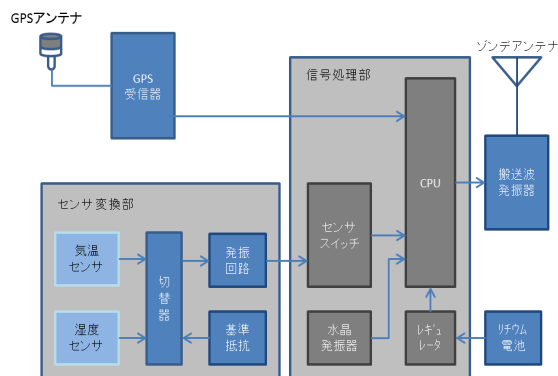 GPSアンテナ
GPS
受信器
ゾンデアンテナ
信号処理部
CPU
搬送波
発振器
センサ変換部
気温
センサ
切
替
器
発振
回路
センサ
スイッチ
湿度
センサ
基準
抵抗
水晶
発振器
ﾚｷﾞｭ
ﾚｰﾀ
ﾘﾁｳﾑ
電池